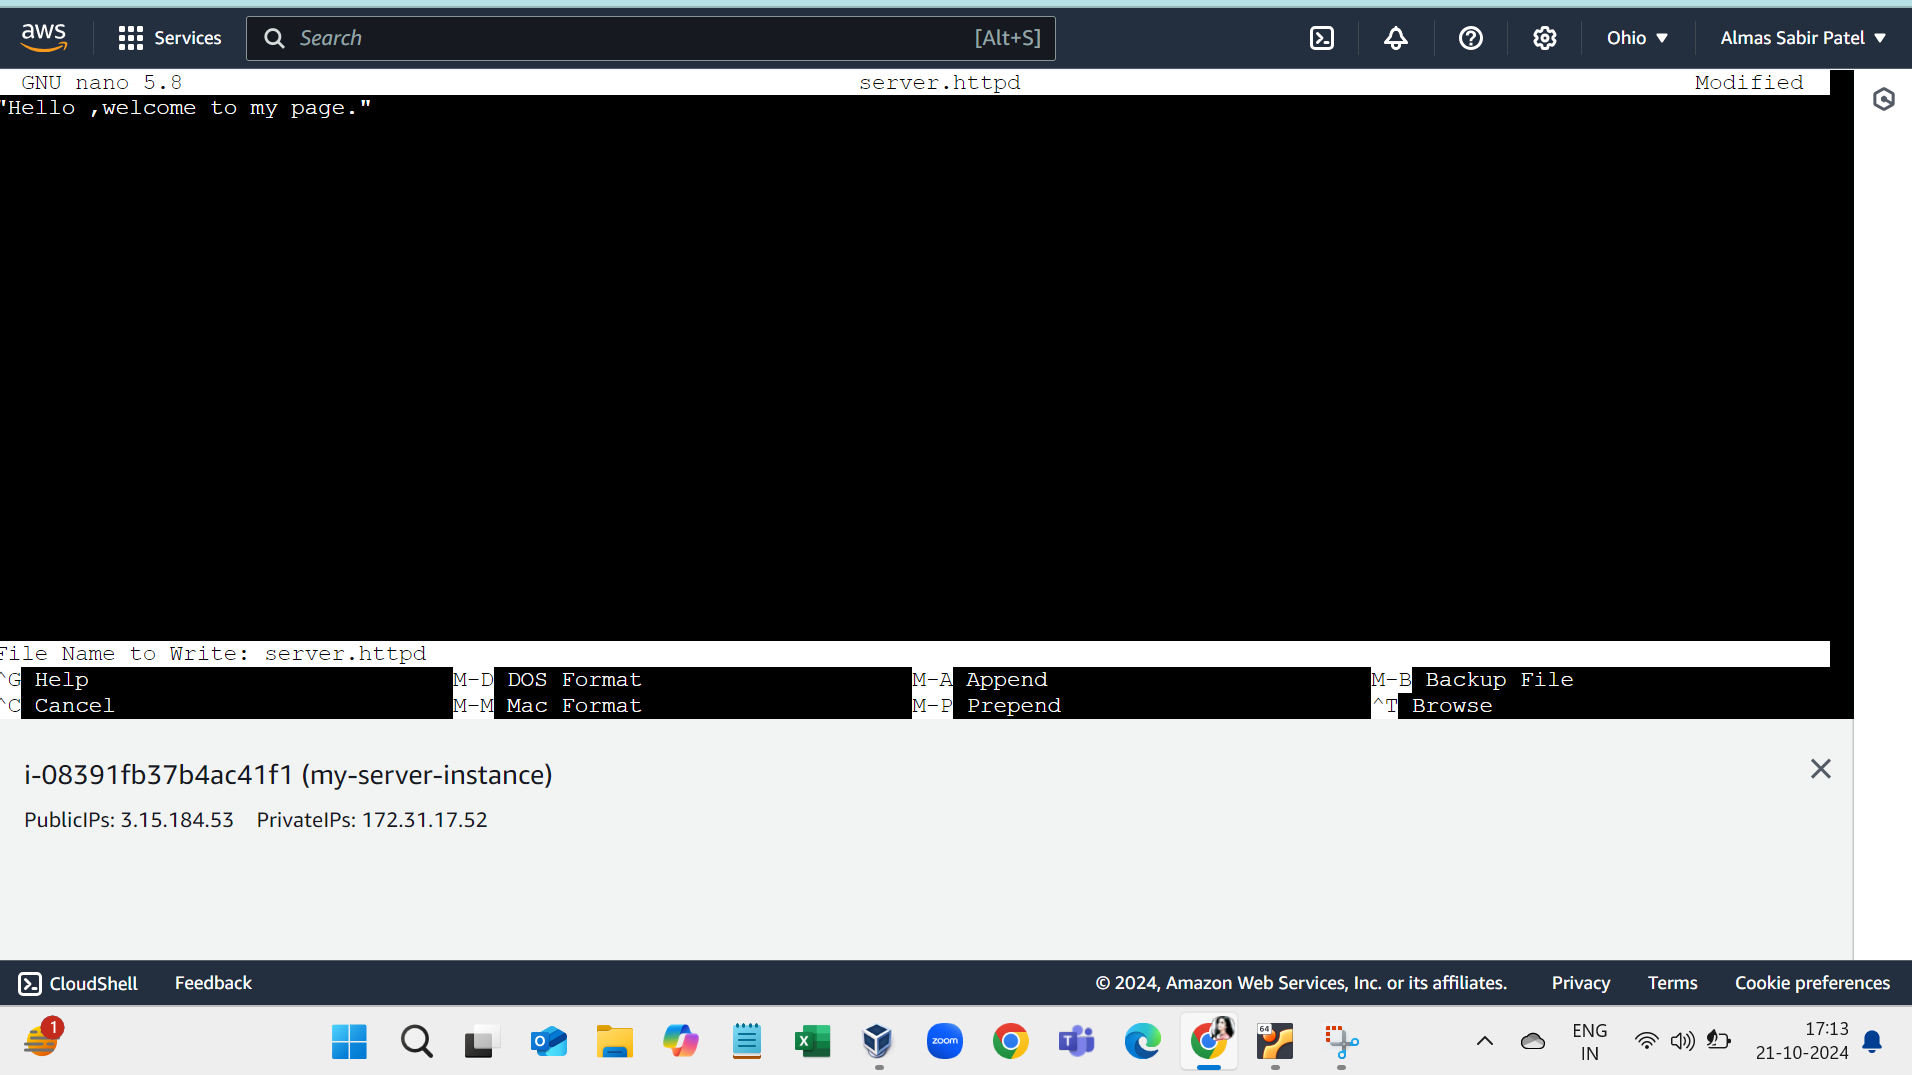 aws Services Search [Alt+S] Ohio Almas Sabir Patel
GNU nano 5.8 server.httpd Modified
"Hello ,welcome to my page."
File Name to Write: server.httpd
^G Help M-D DOS Format M-A Append M-B Backup File
^C Cancel M-M Mac Format M-P Prepend ^T Browse
i-08391fb37b4ac41f1 (my-server-instance)
PublicIPs: 3.15.184.53 PrivateIPs: 172.31.17.52
CloudShell Feedback © 2024, Amazon Web Services, Inc. or its affiliates. Privacy Terms Cookie preferences
1 zoom 64 ENG 17:13
IN 21-10-2024